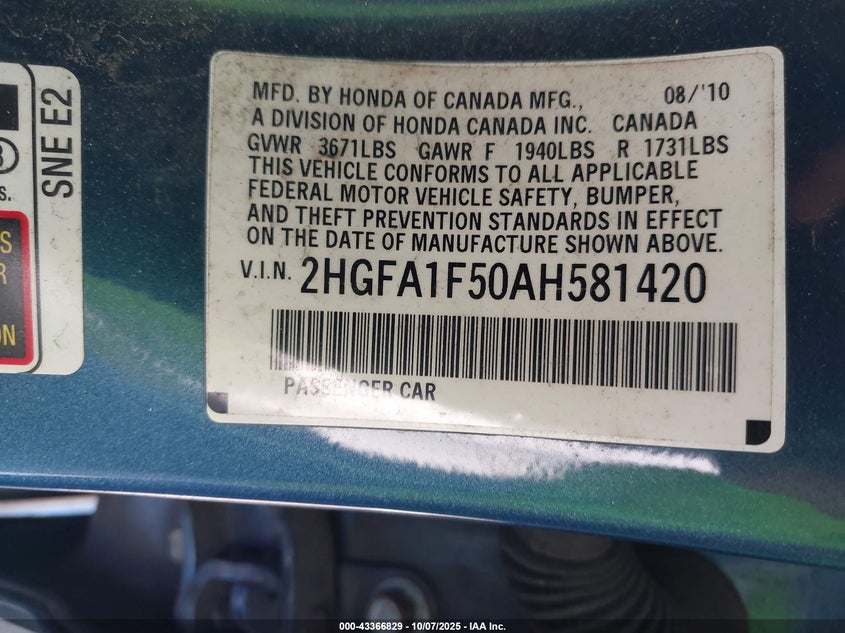 SNE E2
S.
S
R
ON
MFD. BY HONDA OF CANADA MFG., 08/'10
A DIVISION OF HONDA CANADA INC. CANADA
GVWR 3671LBS GAWR F 1940LBS R 1731LBS
THIS VEHICLE CONFORMS TO ALL APPLICABLE
FEDERAL MOTOR VEHICLE SAFETY, BUMPER,
AND THEFT PREVENTION STANDARDS IN EFFECT
ON THE DATE OF MANUFACTURE SHOWN ABOVE.
V.I.N. 2HGFA1F50AH581420
PASSENGER CAR
000-43366829 - 10/07/2025 - IAA Inc.